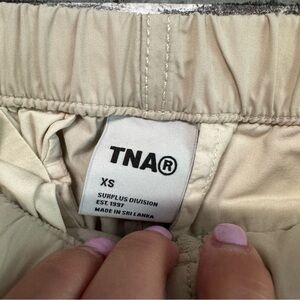 TNA®
XS
SURPLUS DIVISION
EST. 1997
MADE IN SRI LANKA